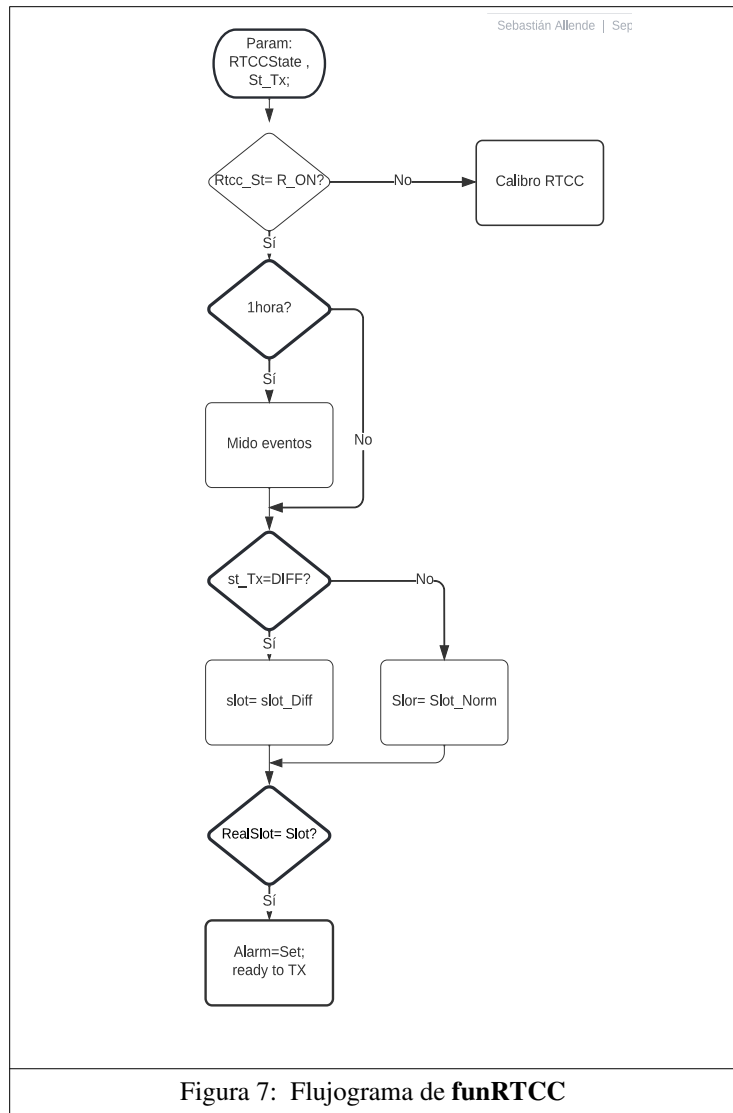 Sebastián Allende | Sep
Param:
RTCCState ,
St_Tx;
Rtcc_St= R_ON?
No
Calibro RTCC
Sí
1hora?
Sí
Mido eventos
No
st_Tx=DIFF?
No
Sí
slot= slot_Diff
Slor= Slot_Norm
RealSlot= Slot?
Sí
Alarm=Set;
ready to TX
Figura 7: Flujograma de funRTCC